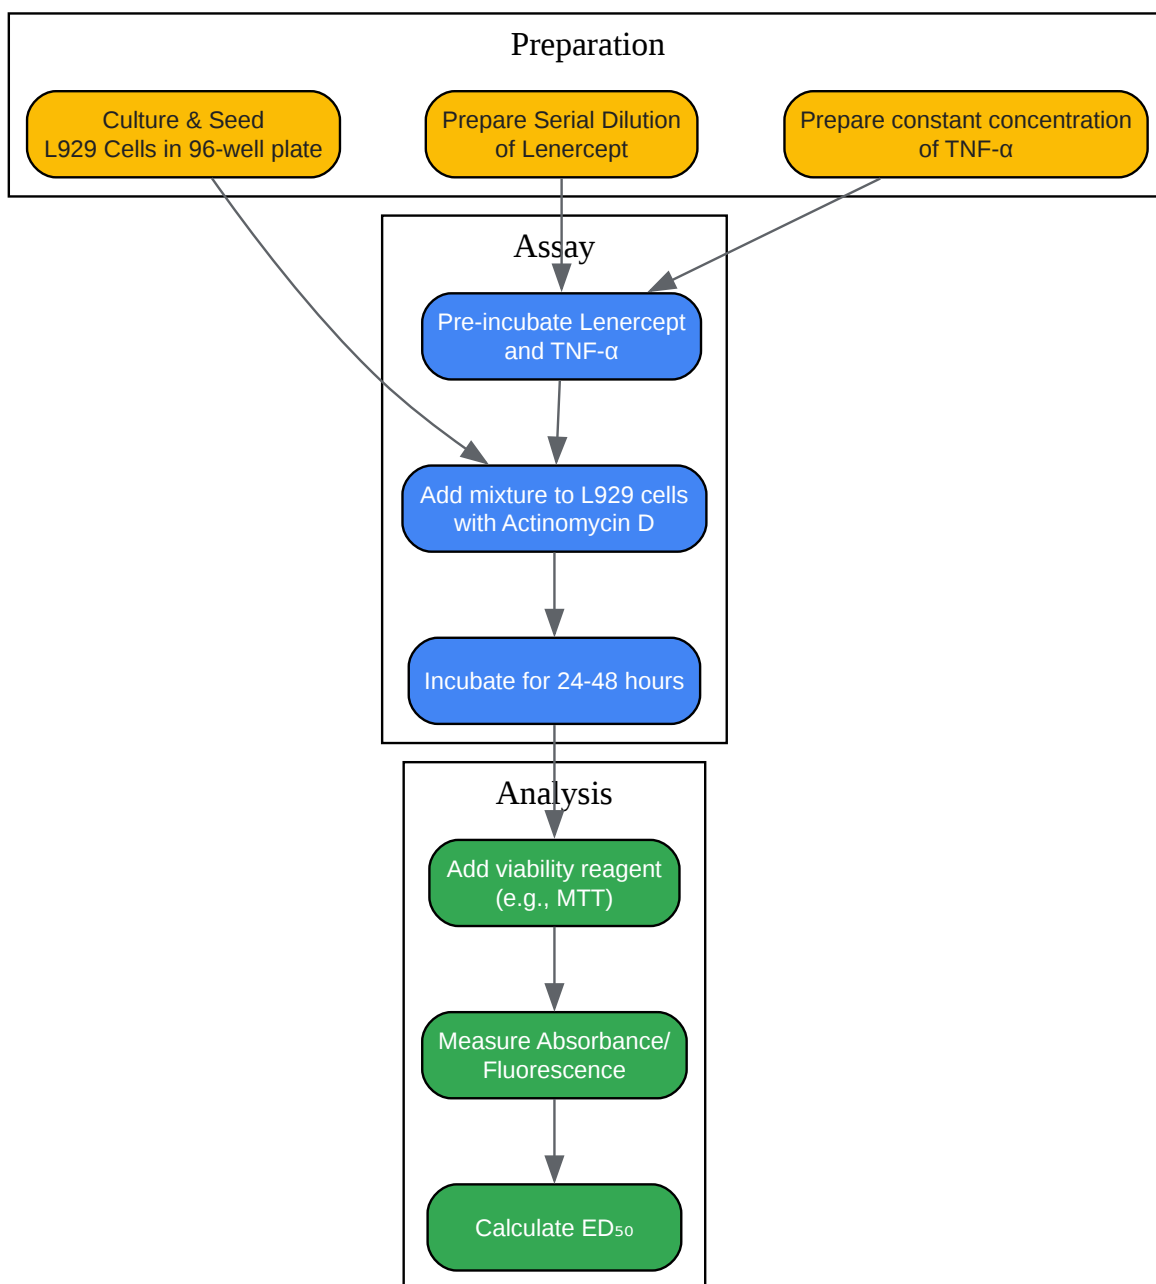 Preparation
Culture & Seed
L929 Cells in 96-well plate
Prepare Serial Dilution
of Lenercept
Prepare constant concentration
of TNF-α
Assay
Pre-incubate Lenercept
and TNF-α
Add mixture to L929 cells
with Actinomycin D
Incubate for 24-48 hours
Analysis
Add viability reagent
(e.g., MTT)
Measure Absorbance/
Fluorescence
Calculate ED₅₀